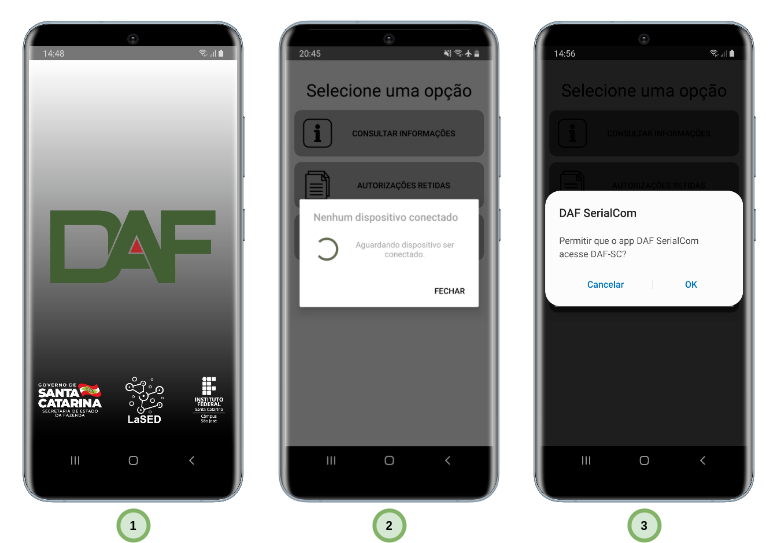 14:48
DAF
GOVERNO DE
SANTA
CATARINA
SECRETARIA DE ESTADO
DA FAZENDA
LaSED
INSTITUTO
FEDERAL
Santa Catarina
Câmpus
São José
1
20:45
Selecione uma opção
CONSULTAR INFORMAÇÕES
AUTORIZAÇÕES RETIDAS
Nenhum dispositivo conectado
Aguardando dispositivo ser
conectado.
FECHAR
2
14:56
Selecione uma opção
CONSULTAR INFORMAÇÕES
AUTORIZAÇÕES RETIDAS
DAF SerialCom
Permitir que o app DAF SerialCom
acesse DAF-SC?
Cancelar
OK
3